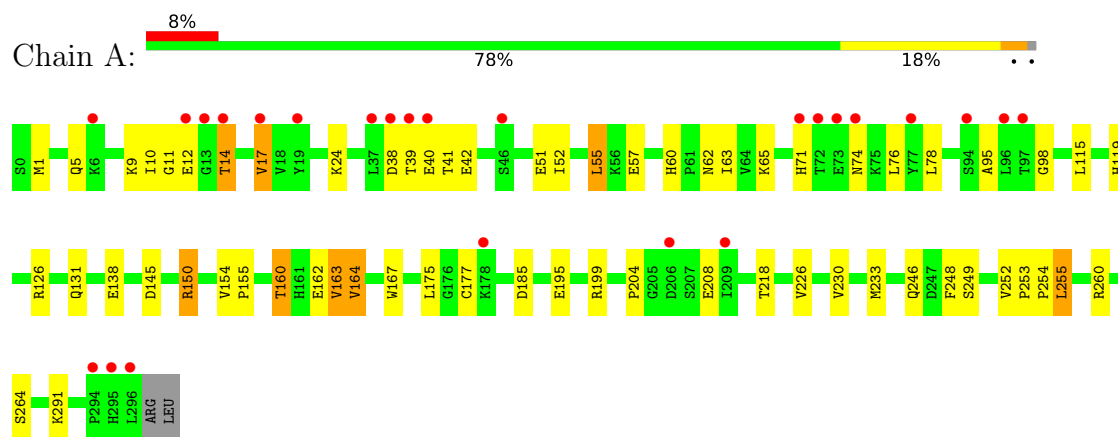 8%
Chain A:
78% 18% . .
S0 M1 Q5 K6 K9 I10 G11 E12 G13 T14 V17 V18 Y19 K24 L37 D38 T39 E40 T41 E42 S46 E51 I52 L55 K56 E57 H60 P61 N62 I63 V64 K65 H71 T72 E73 N74 K75 L76 Y77 L78 S94 A95 L96 T97 G98 L115 H119
R126 Q131 E138 D145 R150 V154 P155 T160 H161 E162 V163 V164 W167 L175 G176 C177 K178 D185 E195 R199 P204 G205 D206 S207 E208 I209 T218 V226 V230 M233 Q246 D247 F248 S249 V252 P253 P254 L255 R260
S264 K291 P294 H295 L296 ARG LEU